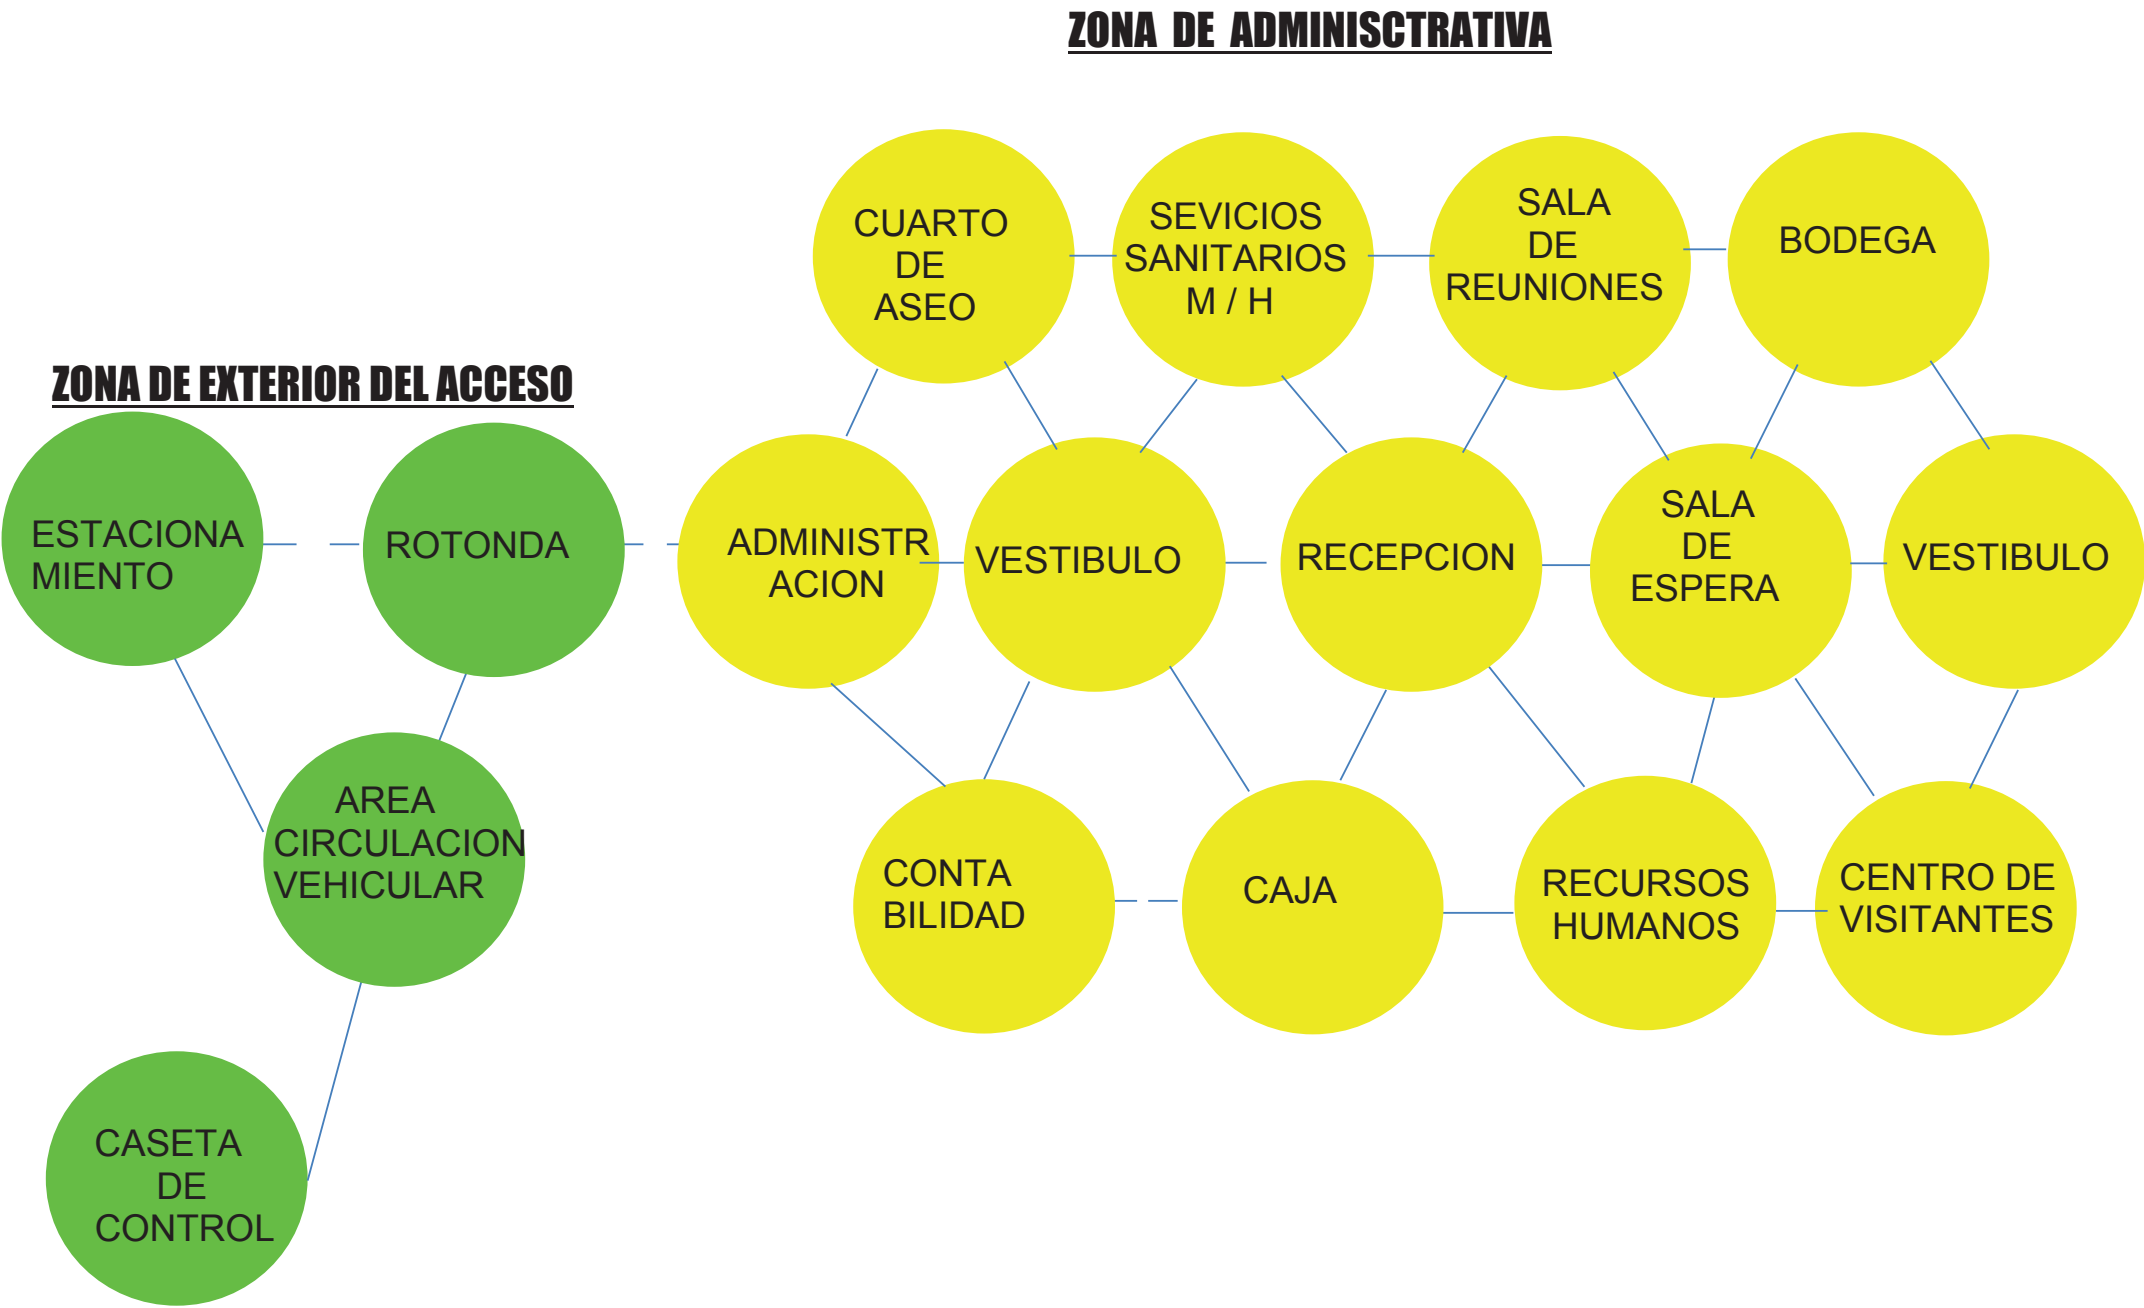 ZONA DE ADMINISCTRATIVA
CUARTO
DE
ASEO
SEVICIOS
SANITARIOS
M / H
SALA
DE
REUNIONES
BODEGA
ZONA DE EXTERIOR DEL ACCESO
ESTACIONA
MIENTO
ROTONDA
ADMINISTR
ACION
VESTIBULO
RECEPCION
SALA
DE
ESPERA
VESTIBULO
AREA
CIRCULACION
VEHICULAR
CONTA
BILIDAD
CAJA
RECURSOS
HUMANOS
CENTRO DE
VISITANTES
CASETA
DE
CONTROL